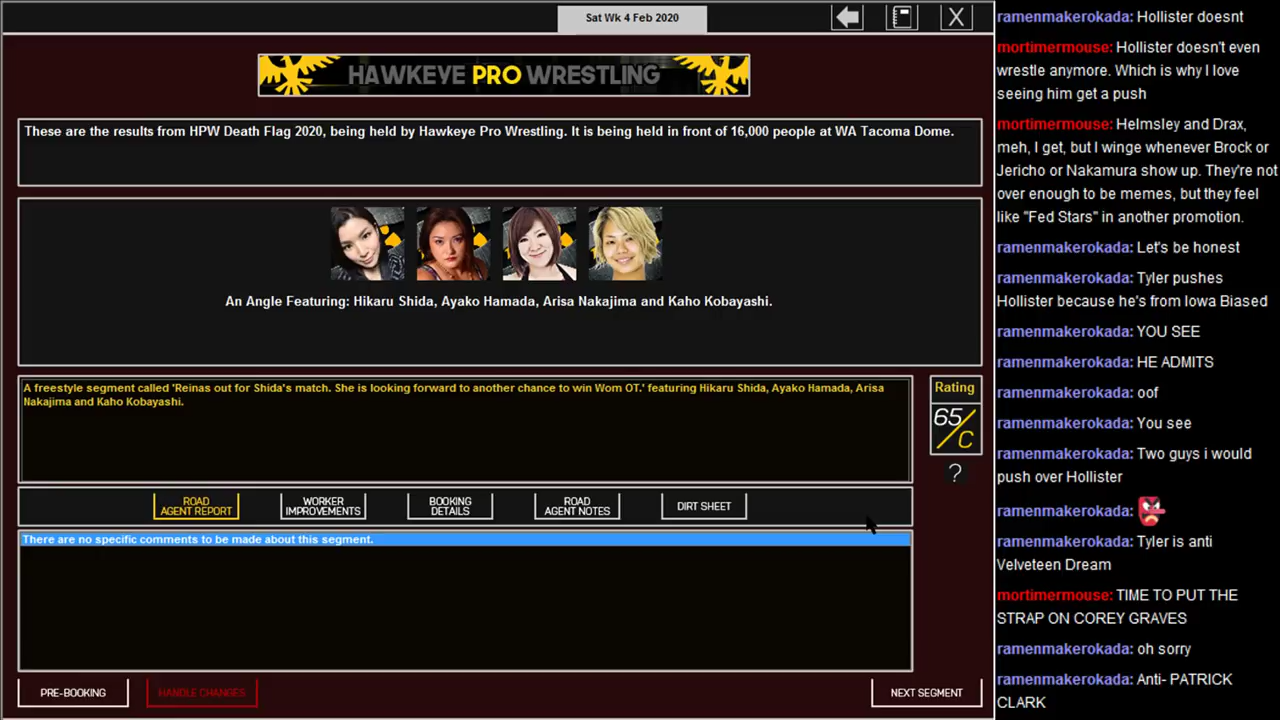 Sat Wk 4 Feb 2020
HAWKEYE PRO WRESTLING
These are the results from HPW Death Flag 2020, being held by Hawkeye Pro Wrestling. It is being held in front of 16,000 people at WA Tacoma Dome.
An Angle Featuring: Hikaru Shida, Ayako Hamada, Arisa Nakajima and Kaho Kobayashi.
A freestyle segment called 'Reinas out for Shida's match. She is looking forward to another chance to win Wom OT.' featuring Hikaru Shida, Ayako Hamada, Arisa
Nakajima and Kaho Kobayashi.
Rating
65/C
?
ROAD
AGENT REPORT
WORKER
IMPROVEMENTS
BOOKING
DETAILS
ROAD
AGENT NOTES
DIRT SHEET
There are no specific comments to be made about this segment.
PRE-BOOKING
HANDLE CHANGES
NEXT SEGMENT
ramenmakerokada: Hollister doesnt
mortimermouse: Hollister doesn't even
wrestle anymore. Which is why I love
seeing him get a push
mortimermouse: Helmsley and Drax,
meh, I get, but I winge whenever Brock or
Jericho or Nakamura show up. They're not
over enough to be memes, but they feel
like "Fed Stars" in another promotion.
ramenmakerokada: Let's be honest
ramenmakerokada: Tyler pushes
Hollister because he's from Iowa Biased
ramenmakerokada: YOU SEE
ramenmakerokada: HE ADMITS
ramenmakerokada: oof
ramenmakerokada: You see
ramenmakerokada: Two guys i would
push over Hollister
ramenmakerokada:
ramenmakerokada: Tyler is anti
Velveteen Dream
mortimermouse: TIME TO PUT THE
STRAP ON COREY GRAVES
ramenmakerokada: oh sorry
ramenmakerokada: Anti- PATRICK
CLARK